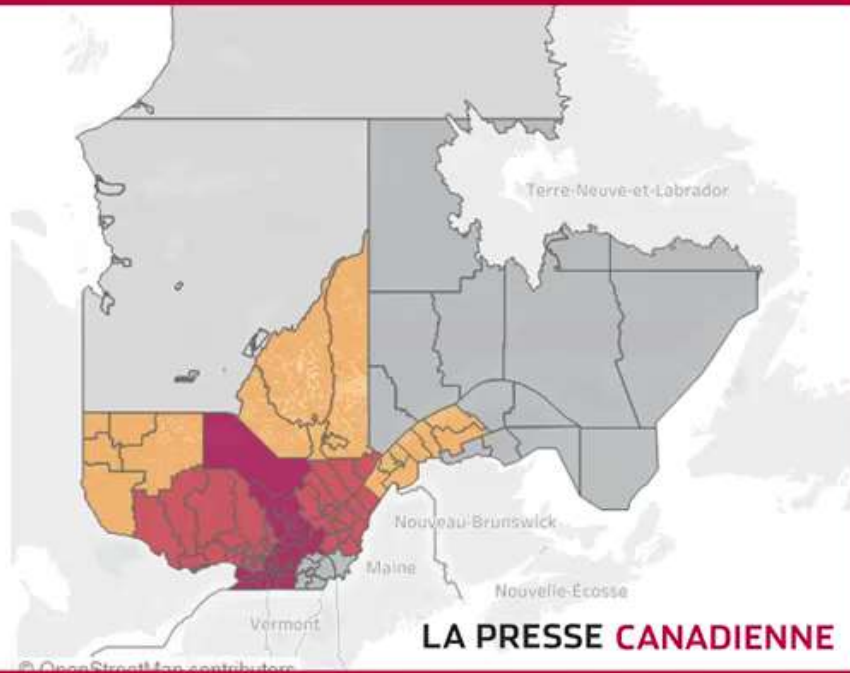 Terre-Neuve-et-Labrador
Nouveau-Brunswick
Maine
Nouvelle-Écosse
Vermont
LA PRESSE CANADIENNE
© OpenStreetMap contributors